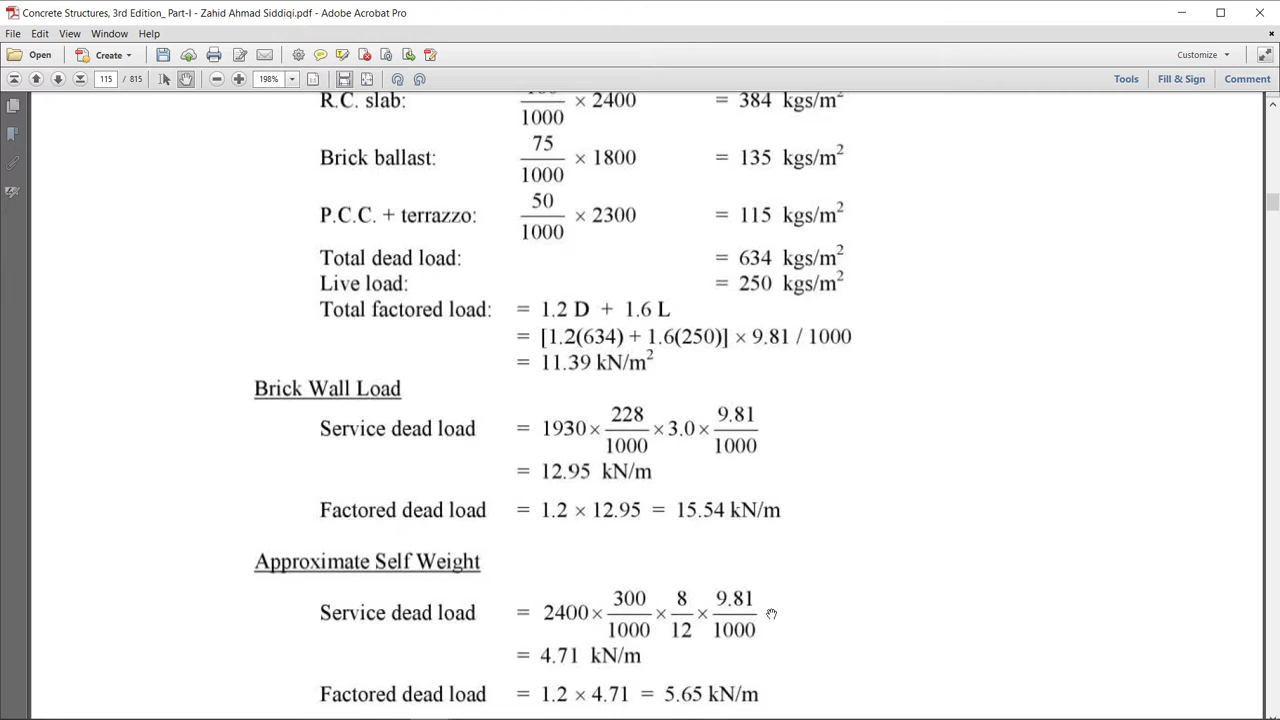 Concrete Structures, 3rd Edition_ Part-I - Zahid Ahmad Siddiqi.pdf - Adobe Acrobat Pro
File Edit View Window Help
Open Create Customize
115 / 815 198% Tools Fill & Sign Comment
R.C. slab: /1000 × 2400 = 384 kgs/m²
Brick ballast: 75/1000 × 1800 = 135 kgs/m²
P.C.C. + terrazzo: 50/1000 × 2300 = 115 kgs/m²
Total dead load: = 634 kgs/m²
Live load: = 250 kgs/m²
Total factored load: = 1.2 D + 1.6 L
= [1.2(634) + 1.6(250)] × 9.81 / 1000
= 11.39 kN/m²
Brick Wall Load
Service dead load = 1930 × 228/1000 × 3.0 × 9.81/1000
= 12.95 kN/m
Factored dead load = 1.2 × 12.95 = 15.54 kN/m
Approximate Self Weight
Service dead load = 2400 × 300/1000 × 8/12 × 9.81/1000
= 4.71 kN/m
Factored dead load = 1.2 × 4.71 = 5.65 kN/m